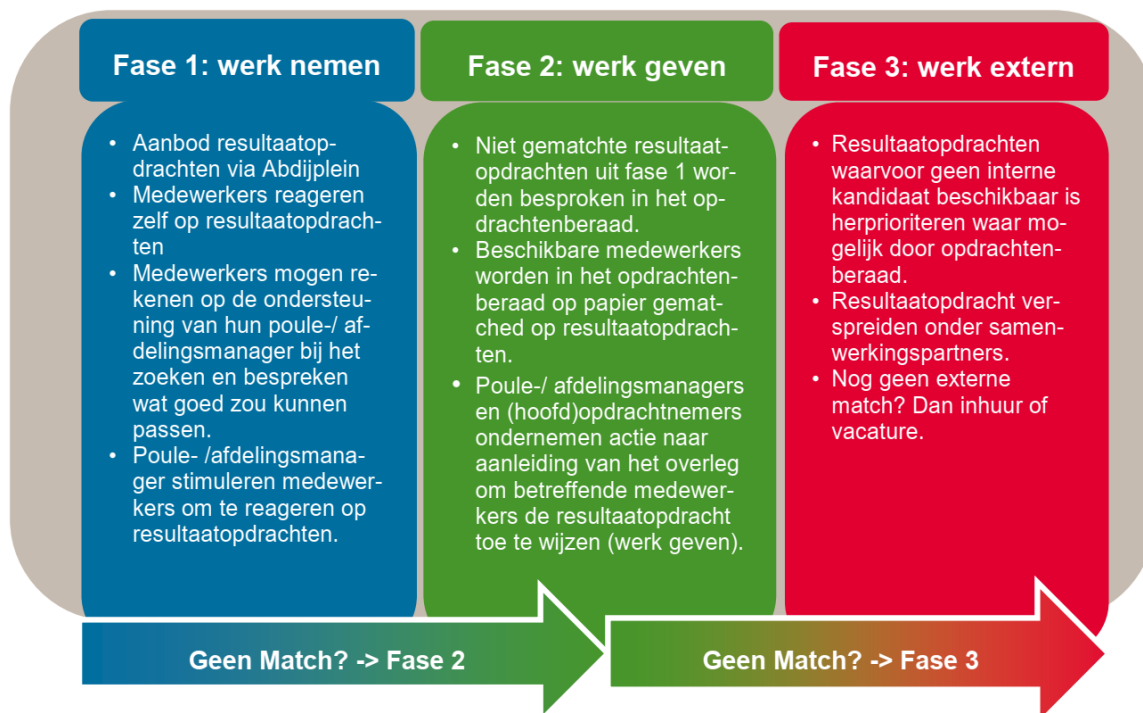 Fase 1: werk nemen
• Aanbod resultaatop-
drachten via Abdijplein
• Medewerkers reageren
zelf op resultaatopdrach-
ten
• Medewerkers mogen re-
kenen op de ondersteu-
ning van hun poule-/ af-
delingsmanager bij het
zoeken en bespreken
wat goed zou kunnen
passen.
• Poule- /afdelingsmana-
ger stimuleren medewer-
kers om te reageren op
resultaatopdrachten.
Fase 2: werk geven
• Niet gematchte resultaat-
opdrachten uit fase 1 wor-
den besproken in het op-
drachtenberaad.
• Beschikbare medewerkers
worden in het opdrachten-
beraad op papier gemat-
ched op resultaatopdrach-
ten.
• Poule-/ afdelingsmanagers
en (hoofd)opdrachtnemers
ondernemen actie naar
aanleiding van het overleg
om betreffende medewer-
kers de resultaatopdracht
toe te wijzen (werk geven).
Fase 3: werk extern
• Resultaatopdrachten
waarvoor geen interne
kandidaat beschikbaar is
herprioriteren waar mo-
gelijk door opdrachten-
beraad.
• Resultaatopdracht ver-
spreiden onder samen-
werkingspartners.
• Nog geen externe
match? Dan inhuur of
vacature.
Geen Match? -> Fase 2
Geen Match? -> Fase 3